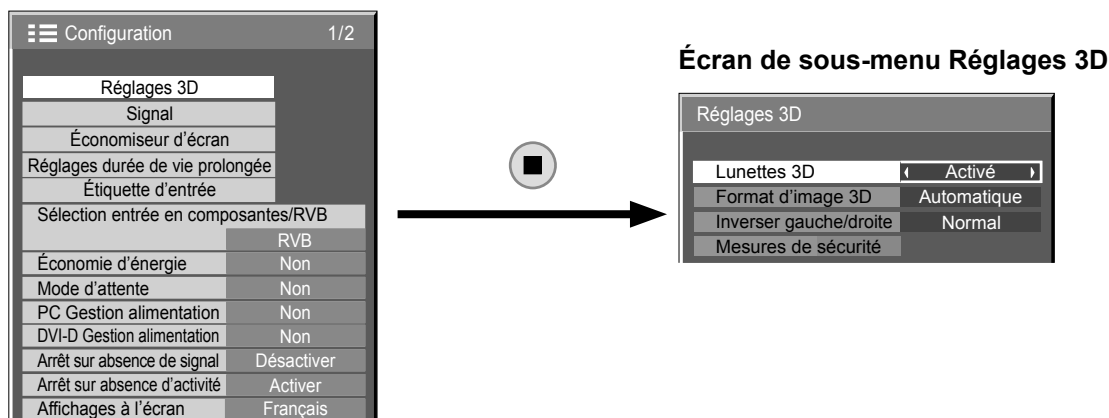 Configuration 1/2
Réglages 3D
Signal
Économiseur d'écran
Réglages durée de vie prolongée
Étiquette d'entrée
Sélection entrée en composantes/RVB
RVB
Économie d'énergie Non
Mode d'attente Non
PC Gestion alimentation Non
DVI-D Gestion alimentation Non
Arrêt sur absence de signal Désactiver
Arrêt sur absence d'activité Activer
Affichages à l'écran Français
Écran de sous-menu Réglages 3D
Réglages 3D
Lunettes 3D Activé
Format d'image 3D Automatique
Inverser gauche/droite Normal
Mesures de sécurité